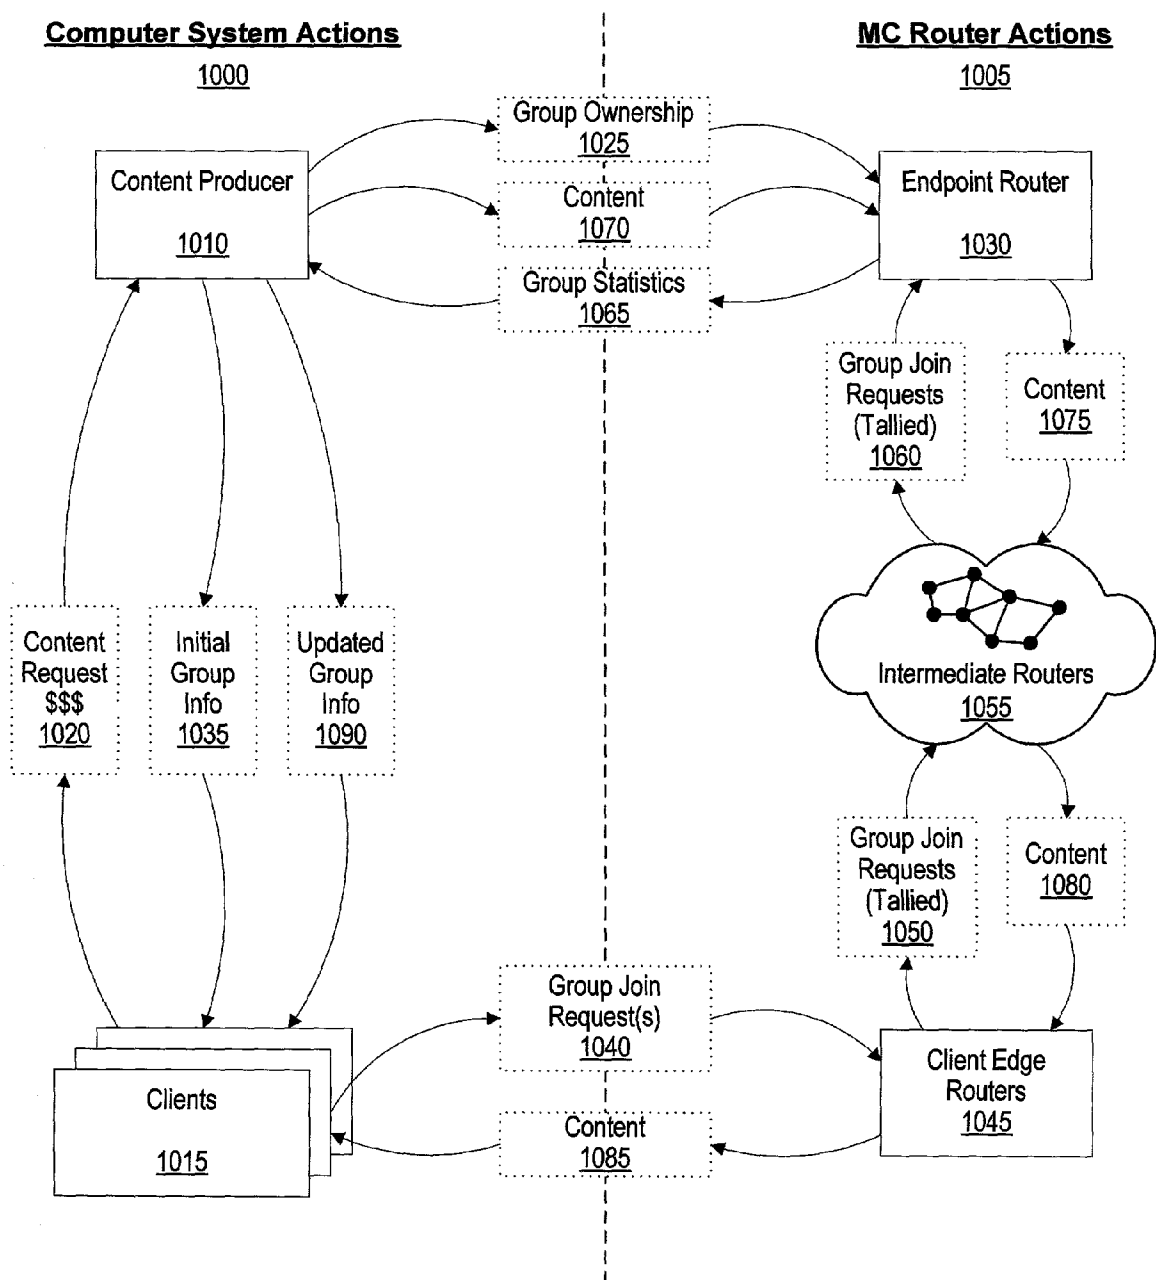 Computer System Actions
1000
MC Router Actions
1005
Group Ownership
1025
Content Producer
1010
Content
1070
Endpoint Router
1030
Group Statistics
1065
Group Join
Requests
(Tallied)
1060
Content
1075
Content
Request
$$$
1020
Initial
Group
Info
1035
Updated
Group
Info
1090
Intermediate Routers
1055
Group Join
Requests
(Tallied)
1050
Content
1080
Group Join
Request(s)
1040
Client Edge
Routers
1045
Clients
1015
Content
1085